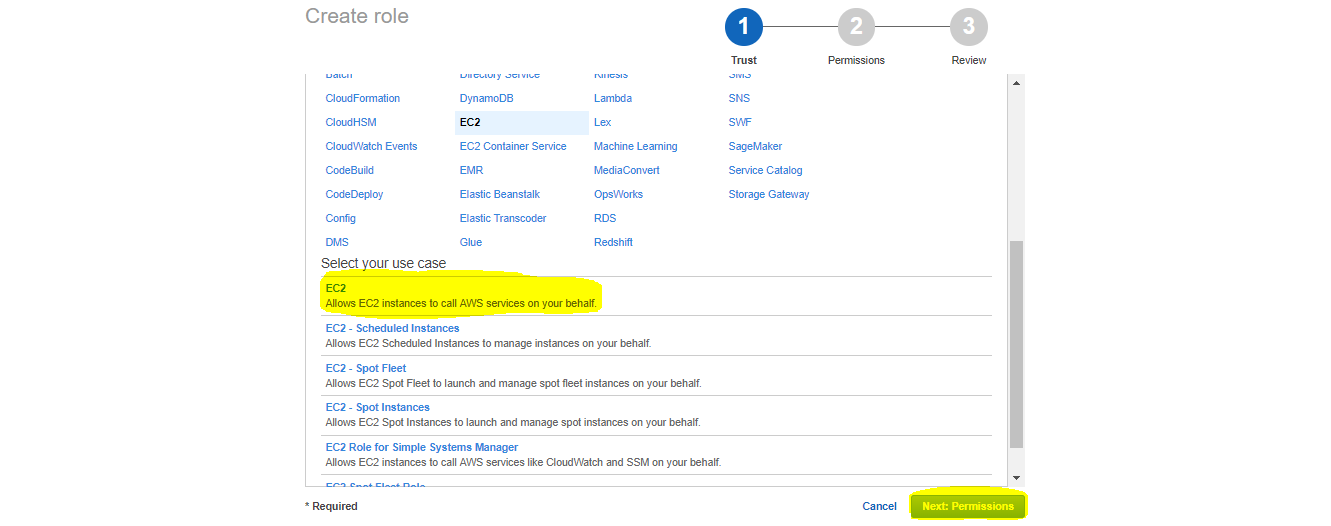 Create role
1 2 3
Trust Permissions Review
Batch Directory Service Kinesis SMS
CloudFormation DynamoDB Lambda SNS
CloudHSM EC2 Lex SWF
CloudWatch Events EC2 Container Service Machine Learning SageMaker
CodeBuild EMR MediaConvert Service Catalog
CodeDeploy Elastic Beanstalk OpsWorks Storage Gateway
Config Elastic Transcoder RDS
DMS Glue Redshift
Select your use case
EC2
Allows EC2 instances to call AWS services on your behalf.
EC2 - Scheduled Instances
Allows EC2 Scheduled Instances to manage instances on your behalf.
EC2 - Spot Fleet
Allows EC2 Spot Fleet to launch and manage spot fleet instances on your behalf.
EC2 - Spot Instances
Allows EC2 Spot Instances to launch and manage spot instances on your behalf.
EC2 Role for Simple Systems Manager
Allows EC2 instances to call AWS services like CloudWatch and SSM on your behalf.
EC2 Spot Fleet Role
* Required Cancel Next: Permissions